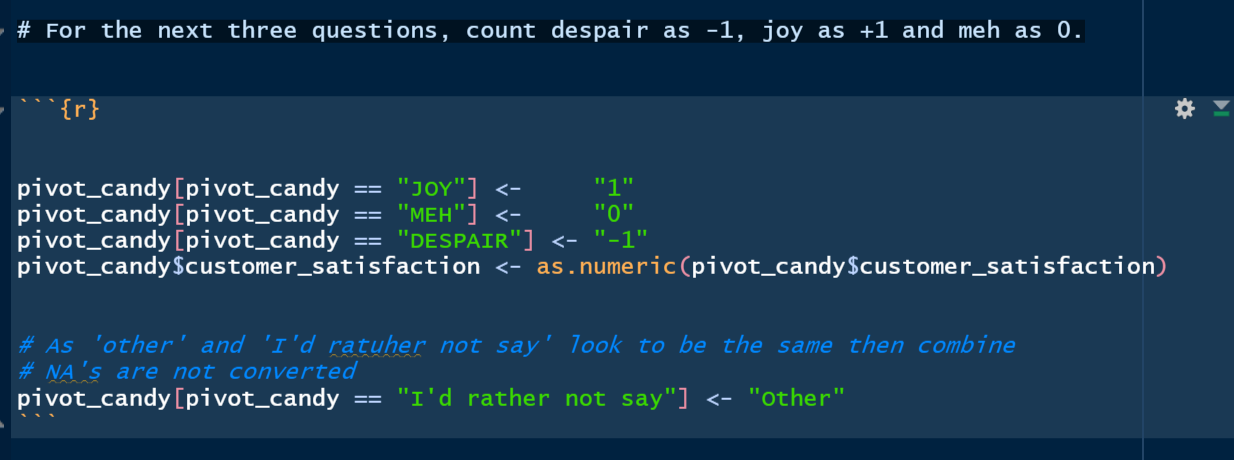 # For the next three questions, count despair as -1, joy as +1 and meh as 0.
```{r}
pivot_candy[pivot_candy == "JOY"] <-     "1"
pivot_candy[pivot_candy == "MEH"] <-     "0"
pivot_candy[pivot_candy == "DESPAIR"] <- "-1"
pivot_candy$customer_satisfaction <- as.numeric(pivot_candy$customer_satisfaction)
# As 'other' and 'I'd ratuher not say' look to be the same then combine
# NA's are not converted
pivot_candy[pivot_candy == "I'd rather not say"] <- "Other"
```